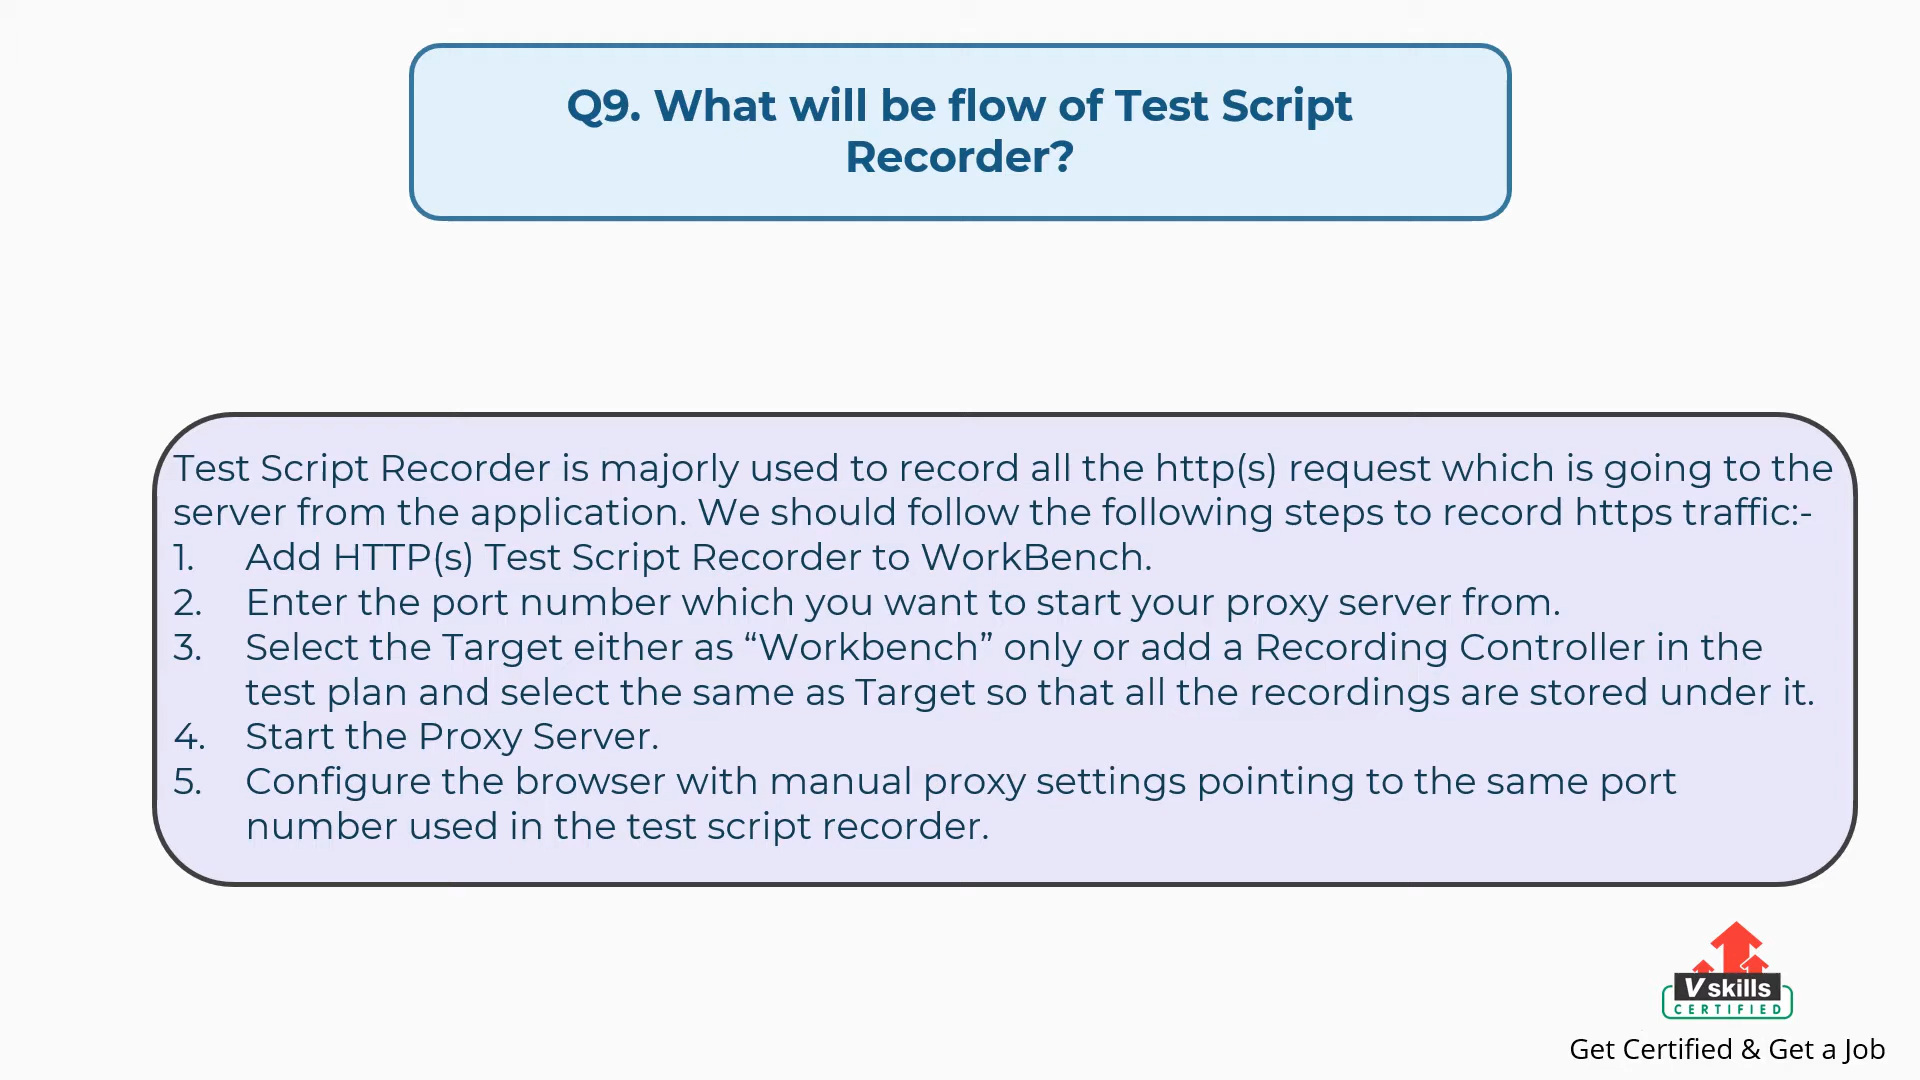 Q9. What will be flow of Test Script
Recorder?
Test Script Recorder is majorly used to record all the http(s) request which is going to the
server from the application. We should follow the following steps to record https traffic:-
1. Add HTTP(s) Test Script Recorder to WorkBench.
2. Enter the port number which you want to start your proxy server from.
3. Select the Target either as “Workbench” only or add a Recording Controller in the
test plan and select the same as Target so that all the recordings are stored under it.
4. Start the Proxy Server.
5. Configure the browser with manual proxy settings pointing to the same port
number used in the test script recorder.
Vskills
CERTIFIED
Get Certified & Get a Job